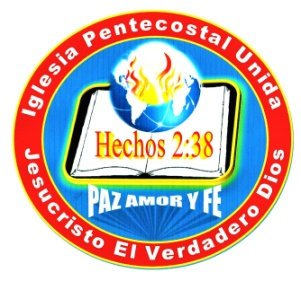 Iglesia Pentecostal Unida
Hechos 2:38
PAZ AMOR Y FE
Jesucristo El Verdadero Dios